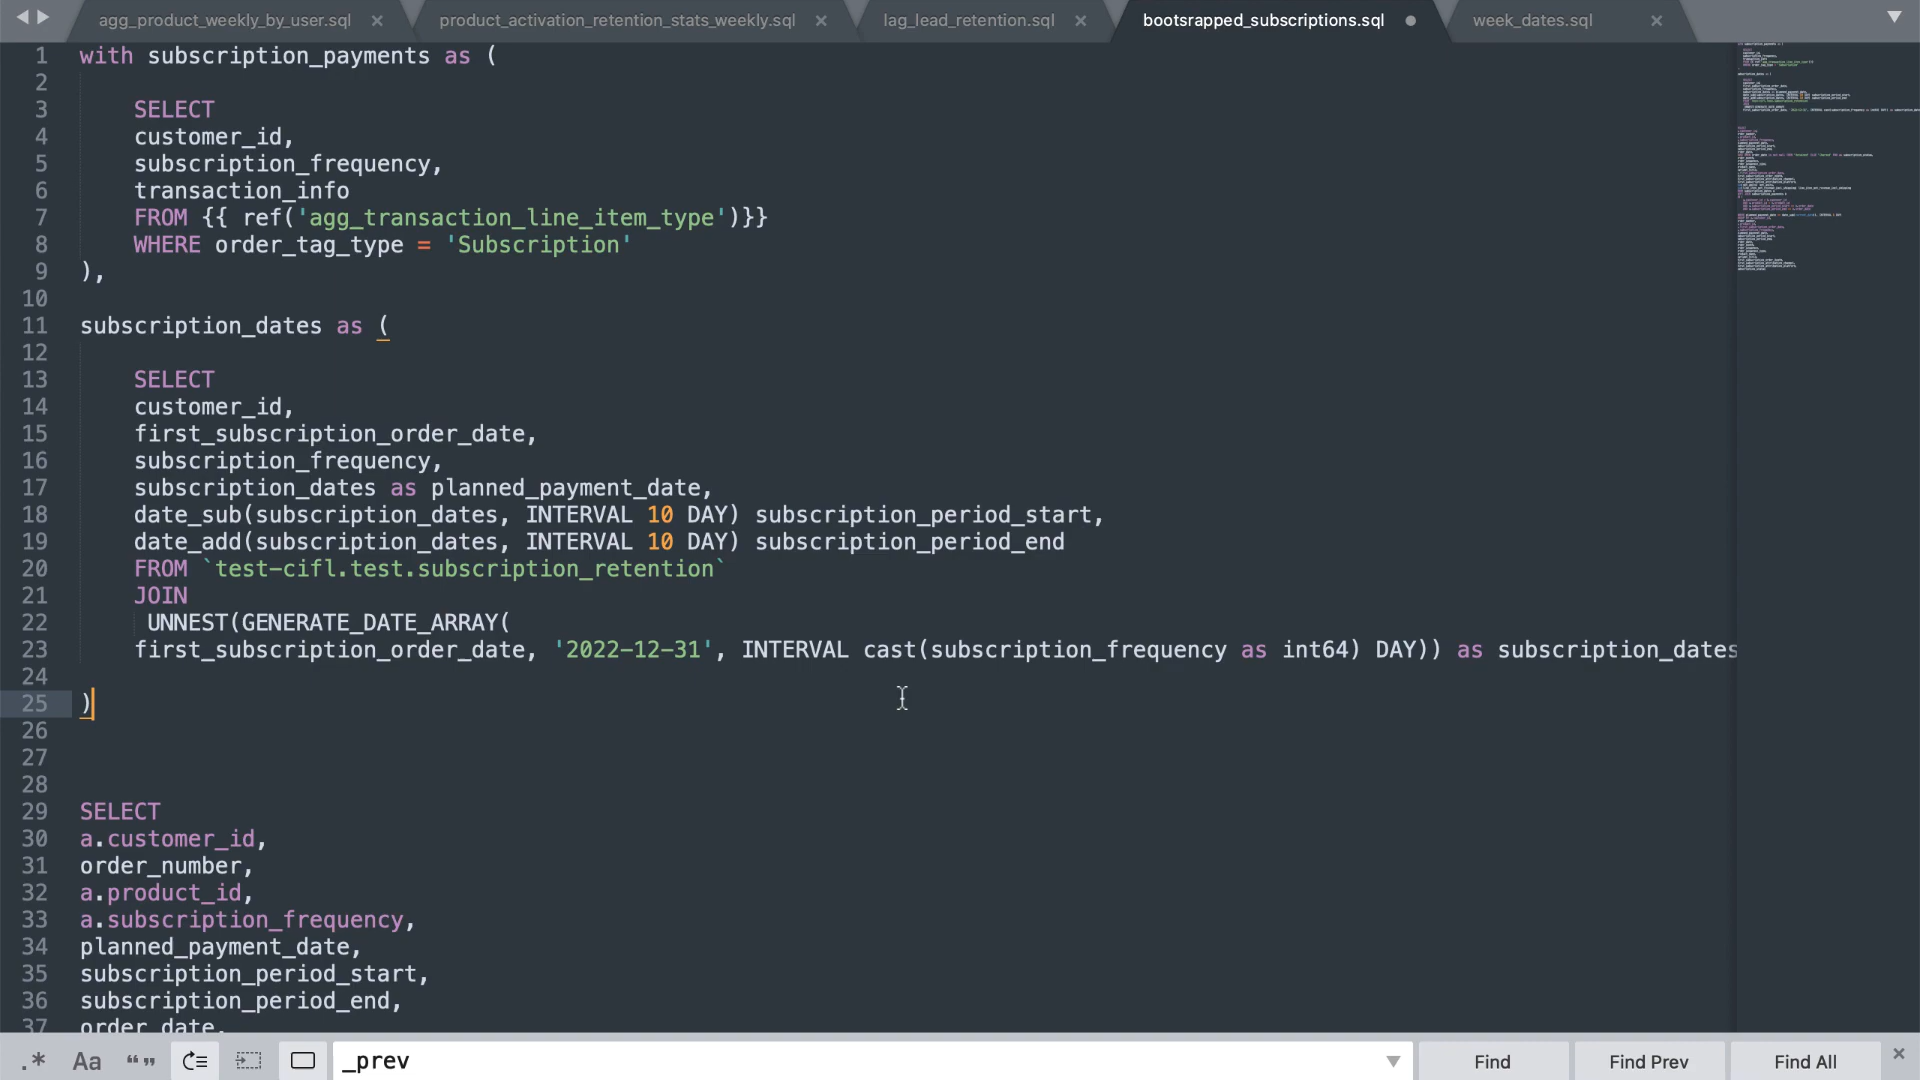 agg_product_weekly_by_user.sql × product_activation_retention_stats_weekly.sql × lag_lead_retention.sql × bootsrapped_subscriptions.sql week_dates.sql ×
1 with subscription_payments as (
2
3 SELECT
4 customer_id,
5 subscription_frequency,
6 transaction_info
7 FROM {{ ref('agg_transaction_line_item_type')}}
8 WHERE order_tag_type = 'Subscription'
9 ),
10
11 subscription_dates as (
12
13 SELECT
14 customer_id,
15 first_subscription_order_date,
16 subscription_frequency,
17 subscription_dates as planned_payment_date,
18 date_sub(subscription_dates, INTERVAL 10 DAY) subscription_period_start,
19 date_add(subscription_dates, INTERVAL 10 DAY) subscription_period_end
20 FROM `test-cifl.test.subscription_retention`
21 JOIN
22 UNNEST(GENERATE_DATE_ARRAY(
23 first_subscription_order_date, '2022-12-31', INTERVAL cast(subscription_frequency as int64) DAY)) as subscription_dates
24
25 )
26
27
28
29 SELECT
30 a.customer_id,
31 order_number,
32 a.product_id,
33 a.subscription_frequency,
34 planned_payment_date,
35 subscription_period_start,
36 subscription_period_end,
37 order_date,
.* Aa “ ” _prev Find Find Prev Find All ×